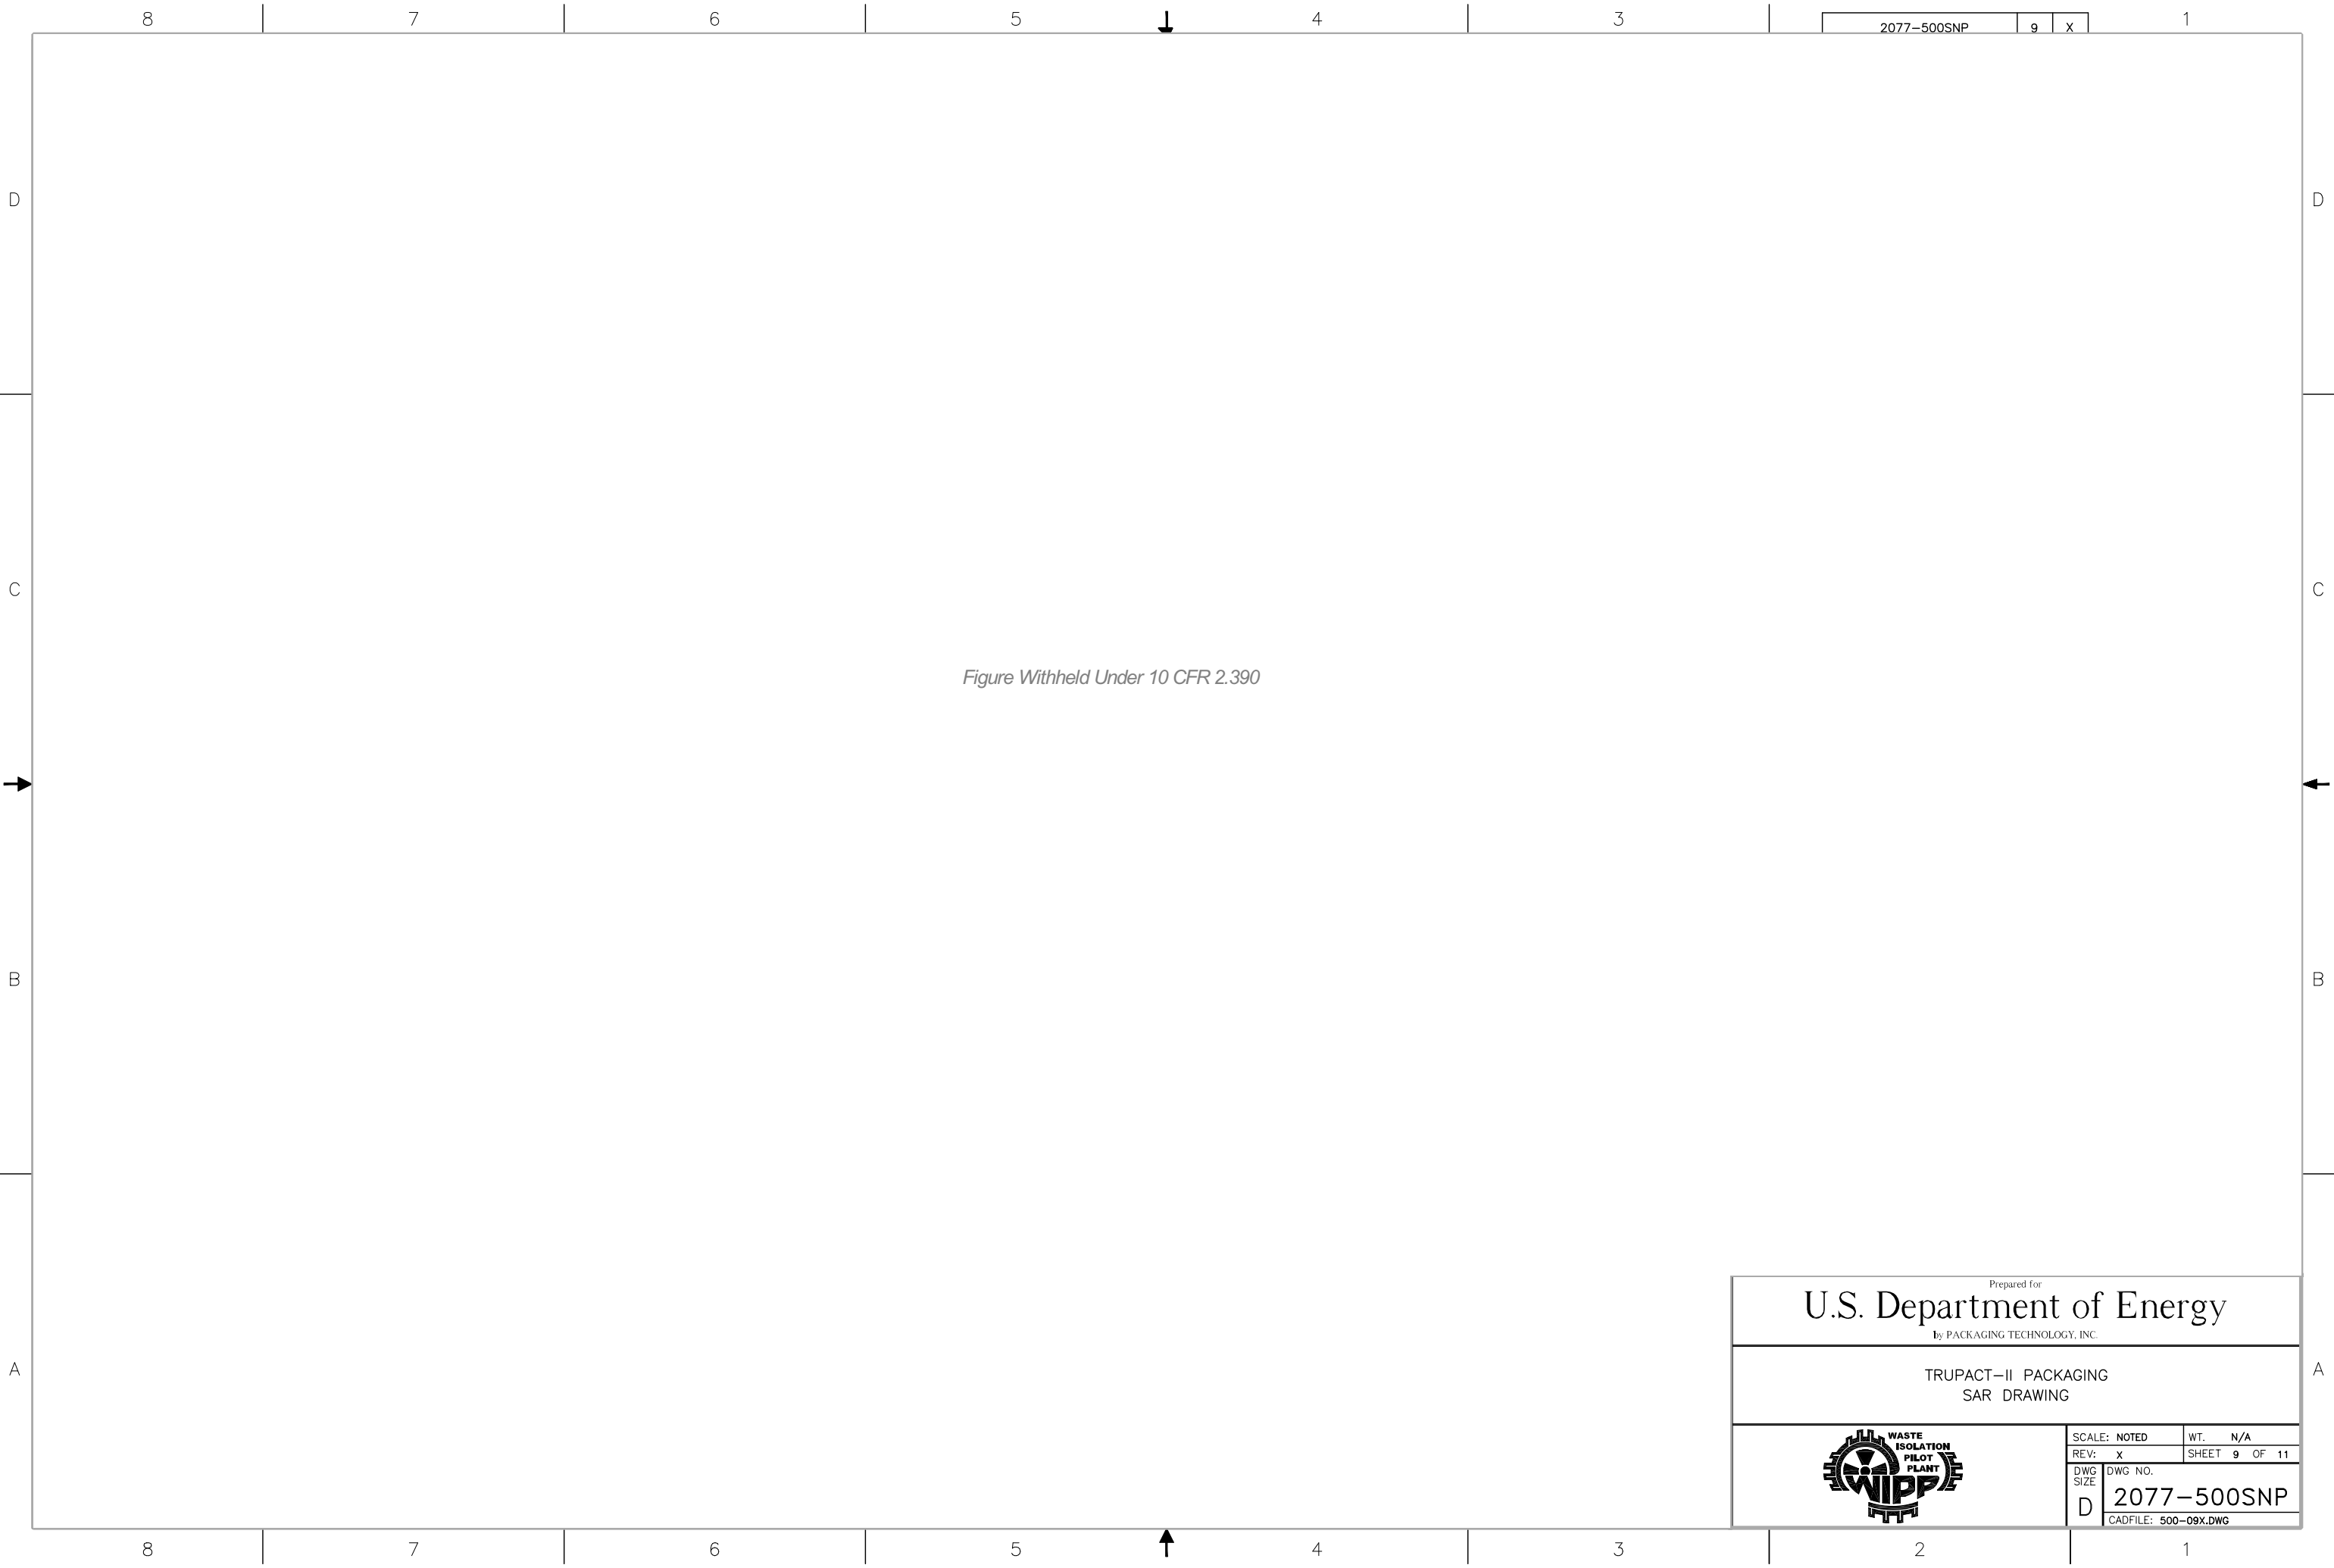 8 7 6 5 4 3 1
2077-500SNP 9 X
D D
C C
Figure Withheld Under 10 CFR 2.390
B B
Prepared for
U.S. Department of Energy
by PACKAGING TECHNOLOGY, INC.
A A
TRUPACT-II PACKAGING
SAR DRAWING
WASTE
ISOLATION
PILOT
PLANT
WIPP
SCALE: NOTED WT. N/A
REV: X SHEET 9 OF 11
DWG SIZE D
DWG NO.
2077-500SNP
CADFILE: 500-09X.DWG
8 7 6 5 4 3 2 1